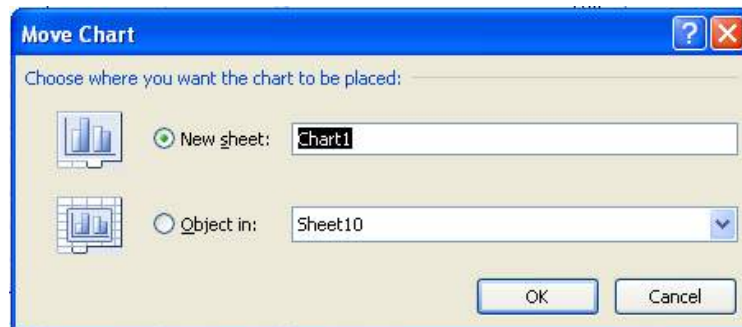 Move Chart
Choose where you want the chart to be placed:
New sheet: Chart1
Object in: Sheet10
OK Cancel